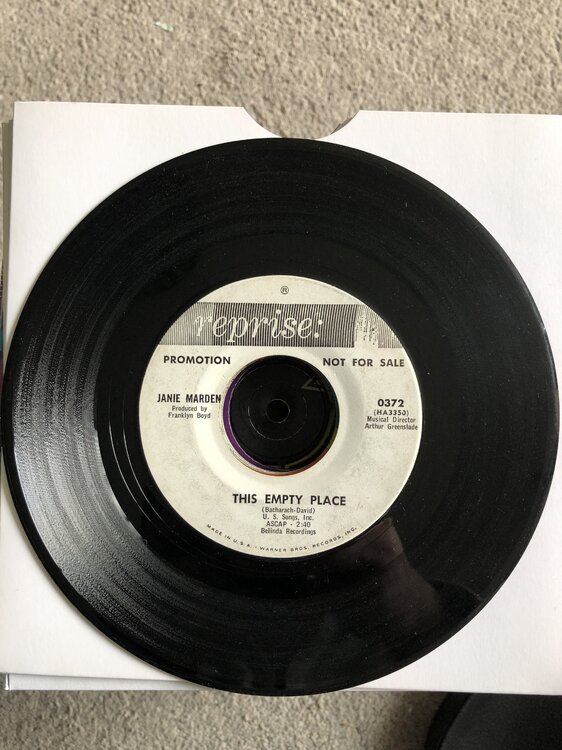 ®
reprise:
PROMOTION NOT FOR SALE
JANIE MARDEN
Produced by
Franklyn Boyd
0372
(HA3350)
Musical Director
Arthur Greenslade
THIS EMPTY PLACE
(Bacharach-David)
U. S. Songs, Inc.
ASCAP - 2:40
Belinda Recordings
MADE IN U.S.A. • WARNER BROS. RECORDS, INC.